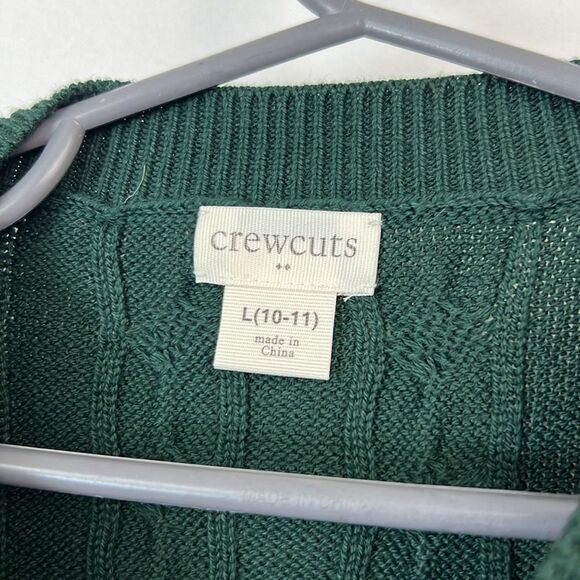 crewcuts
L(10-11)
made in
China
MADE IN CHINA